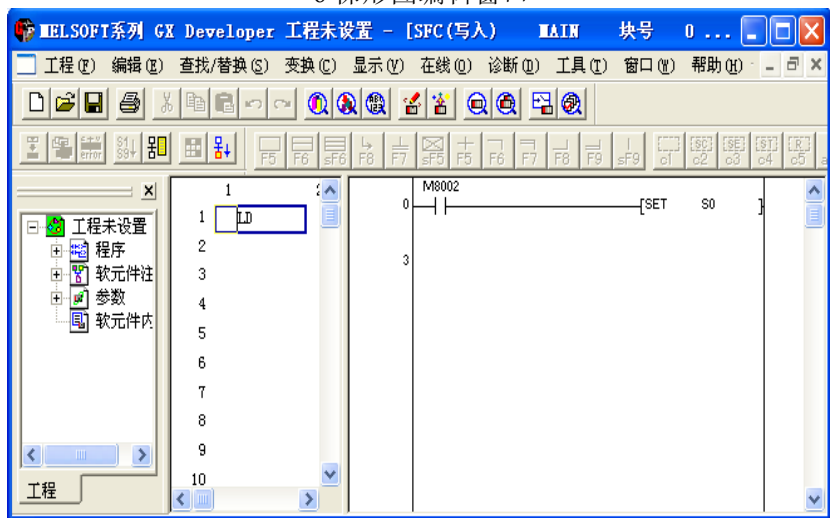 MELSOFT系列 GX Developer 工程未设置 - [SFC(写入) MAIN 块号 0 ...
工程(F) 编辑(E) 查找/替换(S) 变换(C) 显示(V) 在线(O) 诊断(D) 工具(T) 窗口(W) 帮助(H)
error F5 F6 sF6 F8 F7 sF5 F5 F6 F7 F8 F9 sF9 c1 c2 c3 c4 c5
工程未设置
程序
软元件注
参数
软元件内
工程
1
1 LD
2
3
4
5
6
7
8
9
10
M8002
0 [SET S0 ]
3